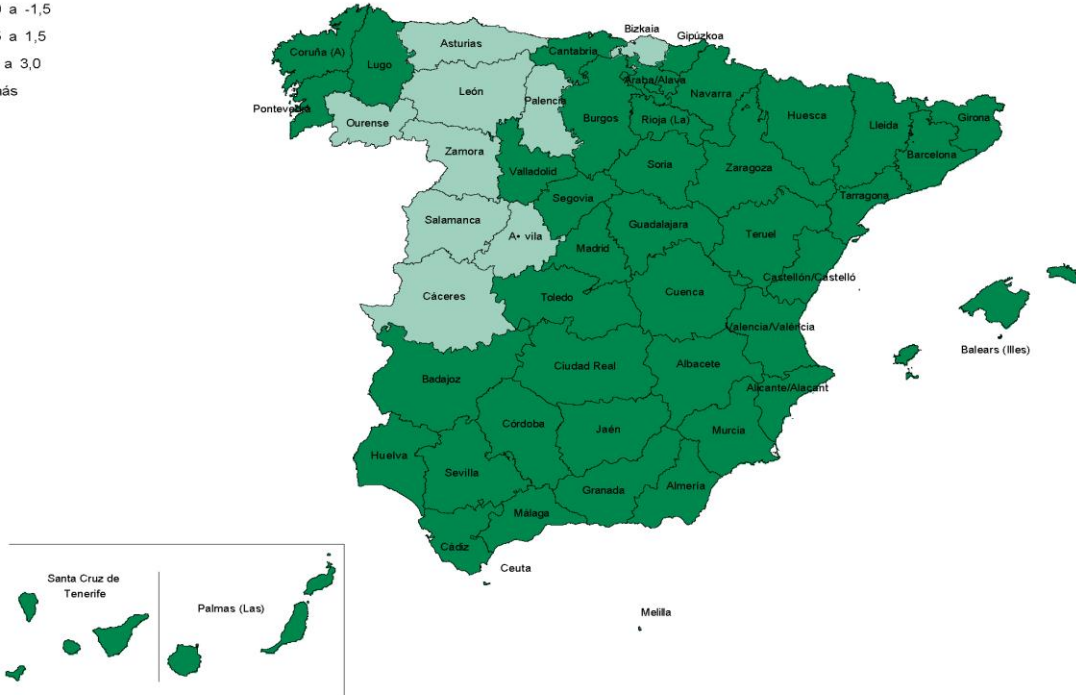 a -1,5
a 1,5
a 3,0
Bizkaia
Gipúzkoa
Asturias
Cantabria
Coruña (A)
Lugo
Araba/Alava
León
Navarra
Palencia
Pontevedra
Huesca
Girona
Burgos
Rioja (La)
Ourense
Lleida
Zamora
Barcelona
Soria
Zaragoza
Valladolid
Tarragona
Segovia
Salamanca
Guadalajara
A• vila
Teruel
Madrid
Castellón/Castelló
Cáceres
Toledo
Cuenca
Valencia/València
Balears (Illes)
Ciudad Real
Albacete
Badajoz
Alicante/Alacant
Córdoba
Jaén
Murcia
Huelva
Sevilla
Almería
Granada
Málaga
Cádiz
Ceuta
Santa Cruz de
Tenerife
Palmas (Las)
Melilla